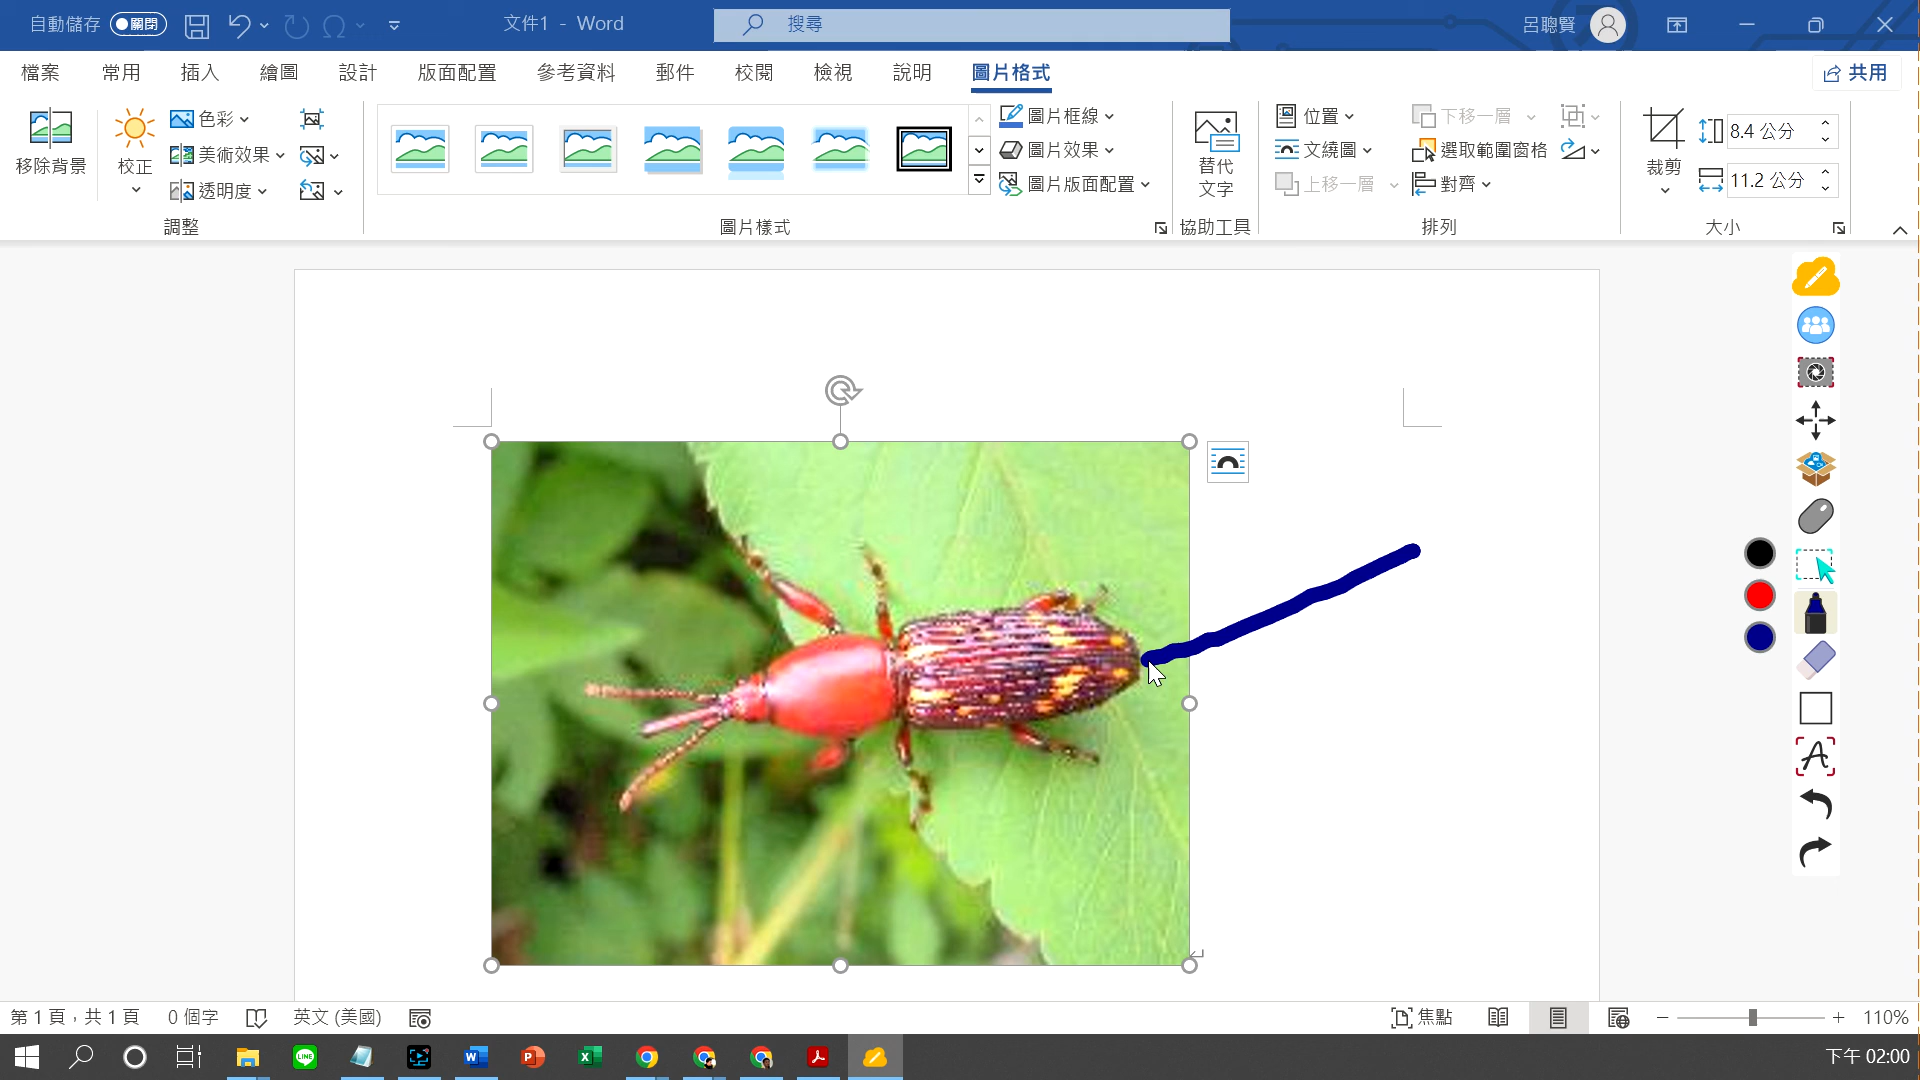 自動儲存 關閉 文件1 - Word 搜尋 呂聰賢
檔案 常用 插入 繪圖 設計 版面配置 參考資料 郵件 校閱 檢視 說明 圖片格式 共用
移除背景 校正 色彩 美術效果 透明度
調整
圖片框線 圖片效果 圖片版面配置
圖片樣式
替代
文字
協助工具
位置 文繞圖 上移一層 下移一層 選取範圍窗格 對齊
排列
裁剪 8.4 公分 11.2 公分
大小
第 1 頁，共 1 頁 0 個字 英文 (美國) 焦點 110%
下午 02:00